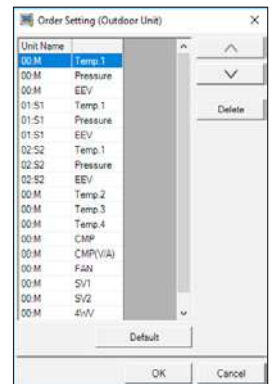 Order Setting (Outdoor Unit)
Unit Name
00:M Temp.1
00:M Pressure
00:M EEV
01:S1 Temp.1
01:S1 Pressure
01:S1 EEV
02:S2 Temp.1
02:S2 Pressure
02:S2 EEV
00:M Temp.2
00:M Temp.3
00:M Temp.4
00:M CMP
00:M CMP(V/A)
00:M FAN
00:M SV1
00:M SV2
00:M 4WV
Delete
Default
OK Cancel